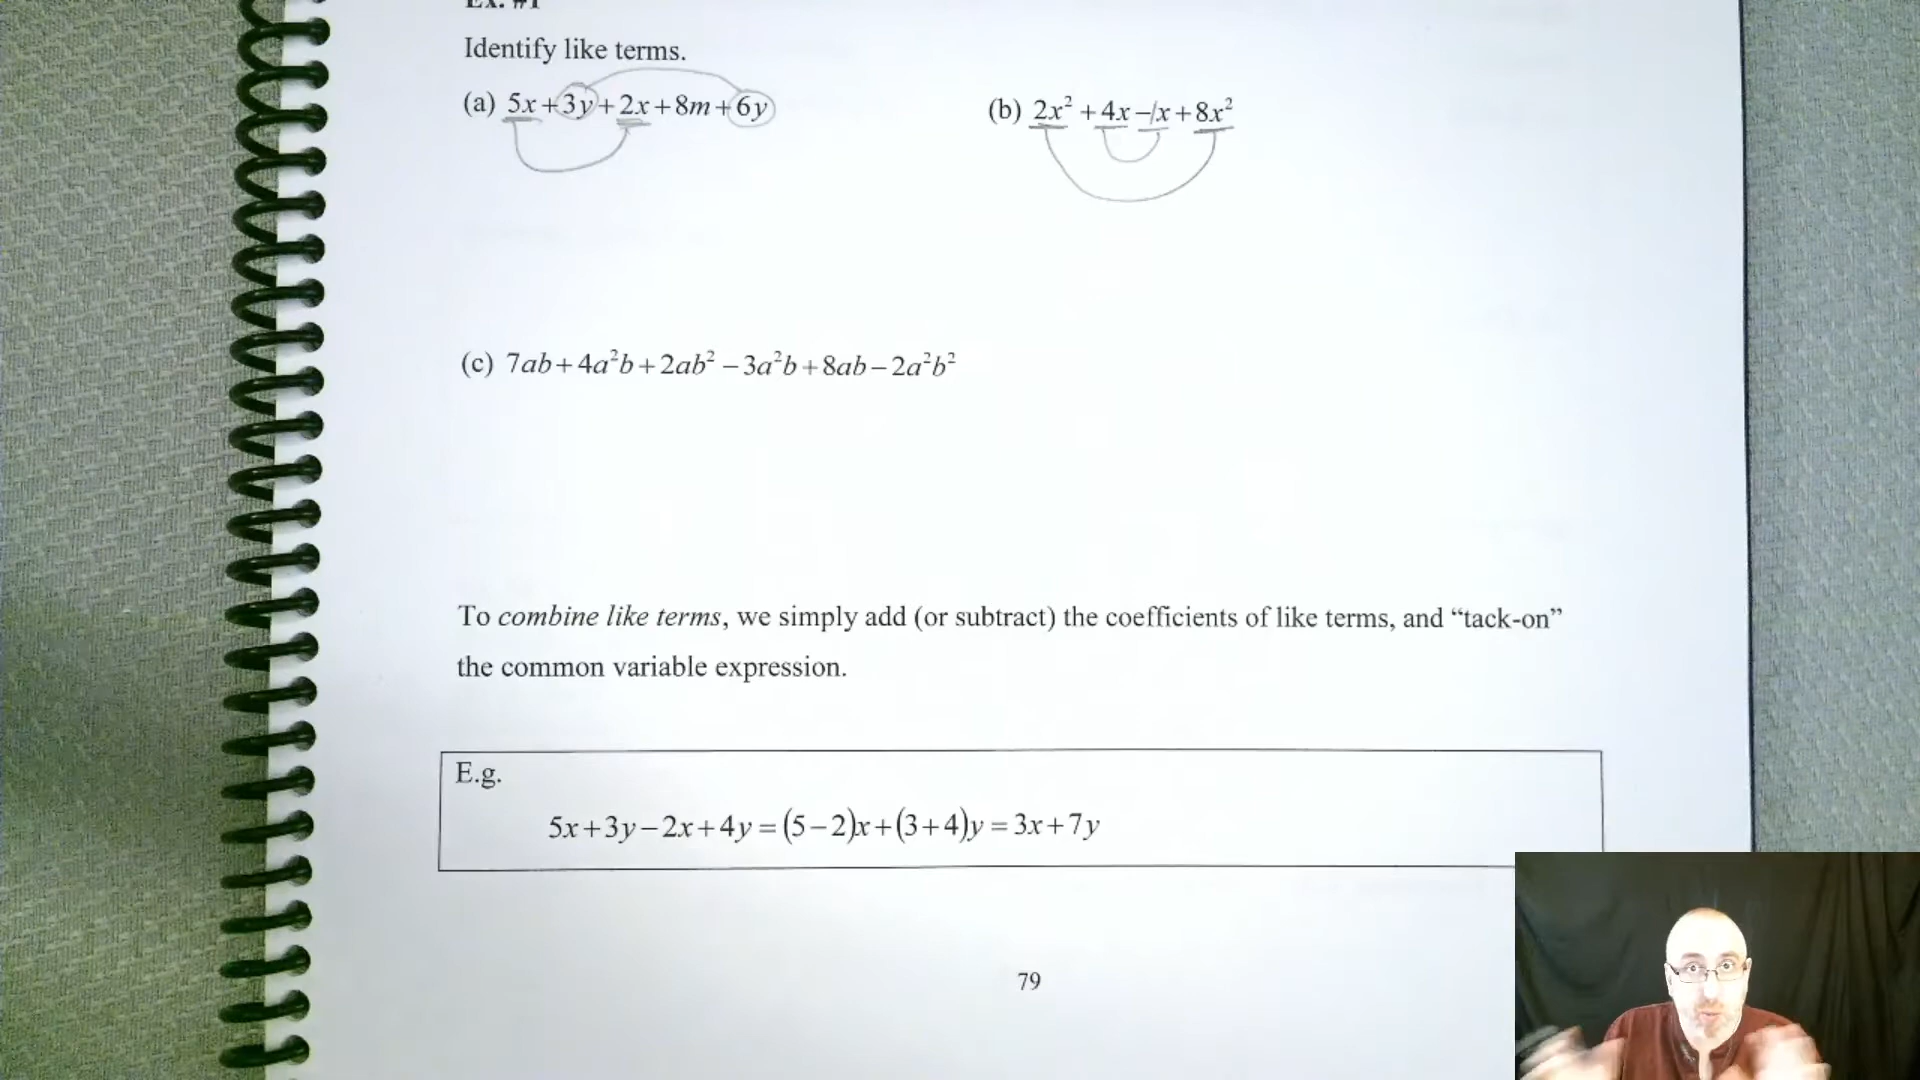 Ex. #1
Identify like terms.
(a) 5x+3y+2x+8m+6y
(b) 2x² +4x−x+8x²
(c) 7ab+4a²b+2ab² −3a²b+8ab−2a²b²
To combine like terms, we simply add (or subtract) the coefficients of like terms, and “tack-on”
the common variable expression.
E.g.
5x+3y−2x+4y=(5−2)x+(3+4)y=3x+7y
79